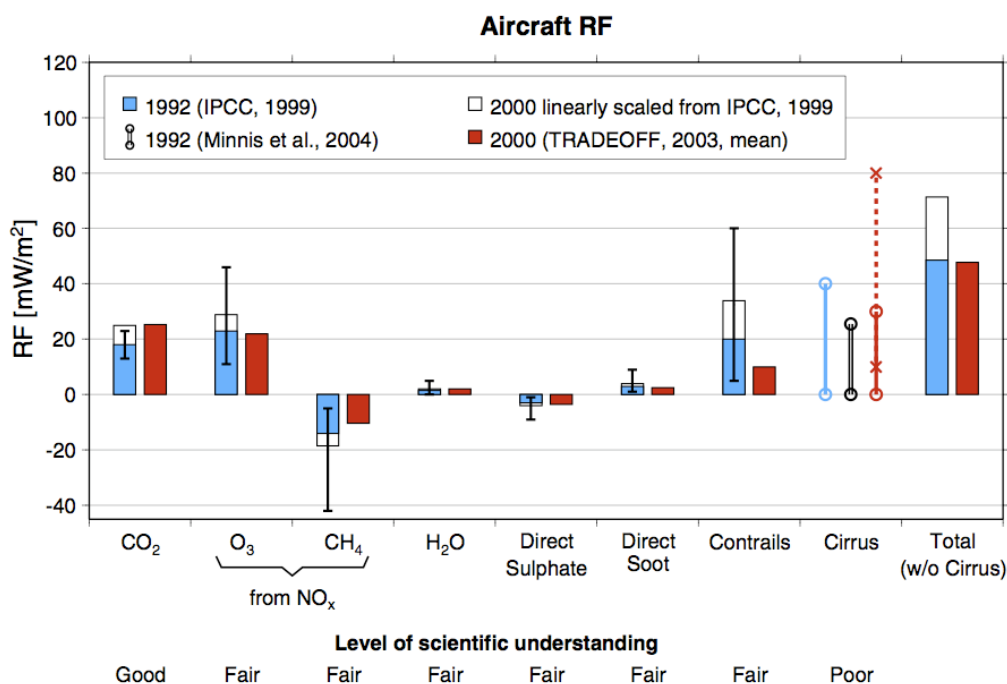 Aircraft RF
120
100
80
60
40
20
0
-20
-40
RF [mW/m²]
1992 (IPCC, 1999)
2000 linearly scaled from IPCC, 1999
1992 (Minnis et al., 2004)
2000 (TRADEOFF, 2003, mean)
CO₂ O₃ CH₄ H₂O Direct Sulphate Direct Soot Contrails Cirrus Total (w/o Cirrus)
from NOₓ
Level of scientific understanding
Good Fair Fair Fair Fair Fair Fair Poor